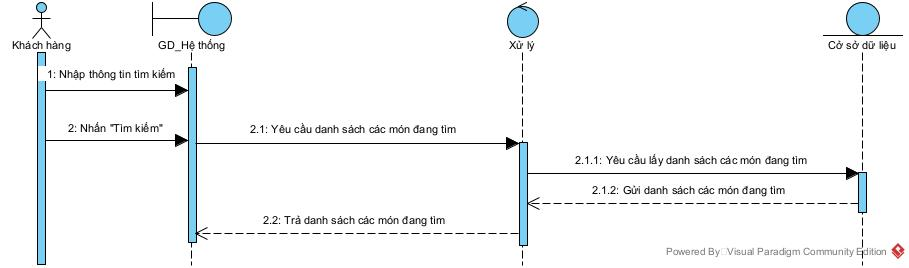 Khách hàng
GD_Hệ thống
Xử lý
Cở sở dữ liệu
1: Nhập thông tin tìm kiếm
2: Nhấn "Tìm kiếm"
2.1: Yêu cầu danh sách các món đang tìm
2.1.1: Yêu cầu lấy danh sách các món đang tìm
2.1.2: Gửi danh sách các món đang tìm
2.2: Trả danh sách các món đang tìm
Powered By Visual Paradigm Community Edition